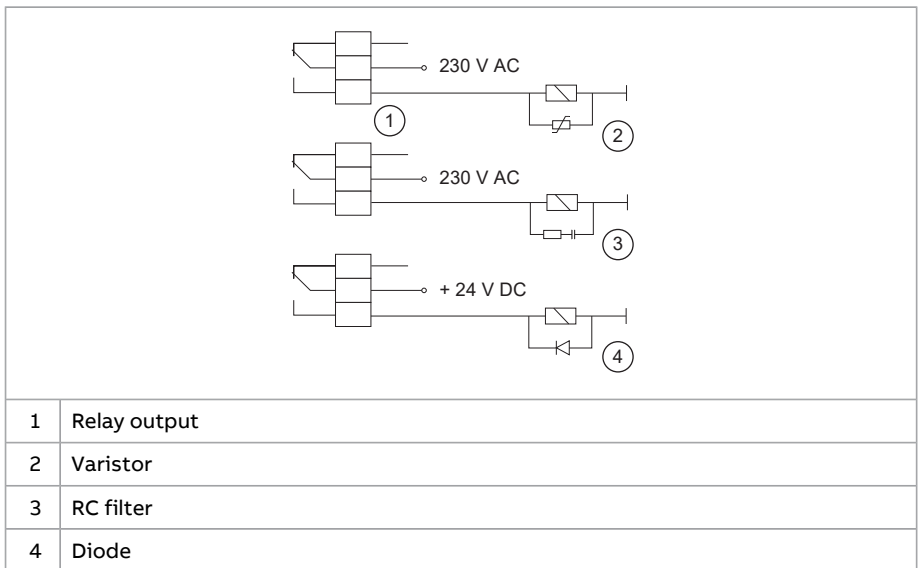 230 V AC
1
2
230 V AC
3
+ 24 V DC
4
1 Relay output
2 Varistor
3 RC filter
4 Diode